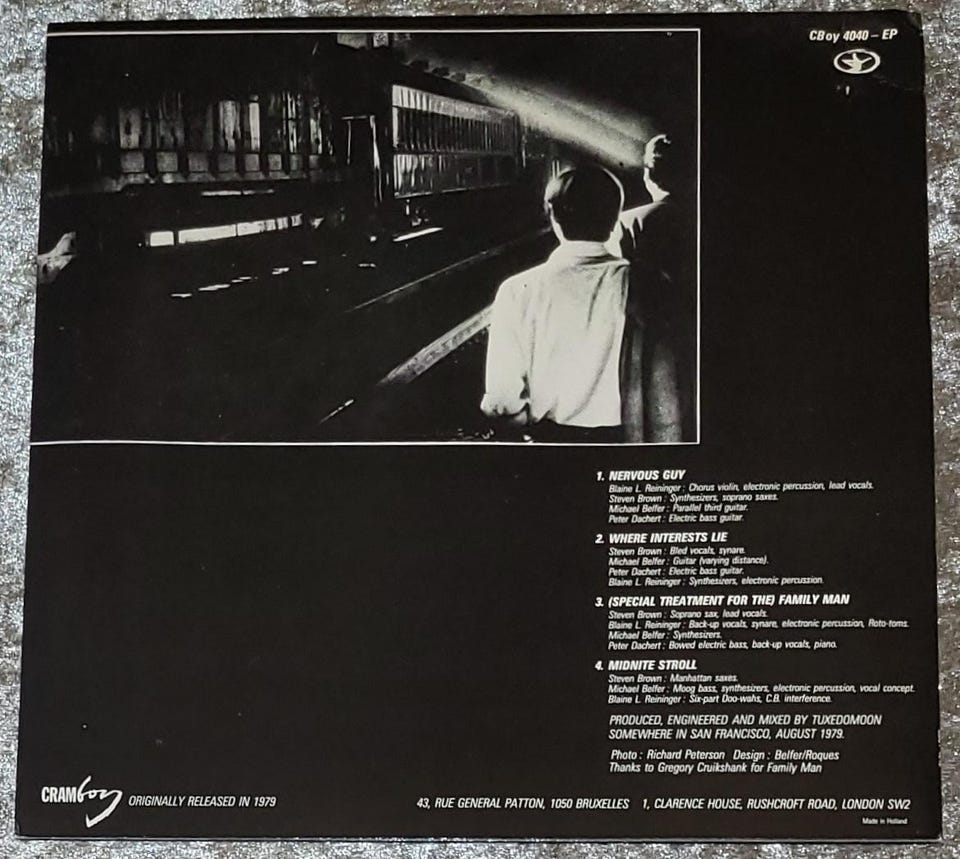 CBoy 4040 – EP
1. NERVOUS GUY
Blaine L. Reininger : Chorus violin, electronic percussion, lead vocals.
Steven Brown : Synthesizers, soprano saxes.
Michael Belfer : Parallel third guitar.
Peter Dachert : Electric bass guitar.
2. WHERE INTERESTS LIE
Steven Brown : Bled vocals, synare.
Michael Belfer : Guitar (varying distance).
Peter Dachert : Electric bass guitar.
Blaine L. Reininger : Synthesizers, electronic percussion.
3. (SPECIAL TREATMENT FOR THE) FAMILY MAN
Steven Brown : Soprano sax, lead vocals.
Blaine L. Reininger : Back-up vocals, synare, electronic percussion, Roto-toms.
Michael Belfer : Synthesizers.
Peter Dachert : Bowed electric bass, back-up vocals, piano.
4. MIDNITE STROLL
Steven Brown : Manhattan saxes.
Michael Belfer : Moog bass, synthesizers, electronic percussion, vocal concept.
Blaine L. Reininger : Six-part Doo-wahs, C.B. interference.
PRODUCED, ENGINEERED AND MIXED BY TUXEDOMOON
SOMEWHERE IN SAN FRANCISCO, AUGUST 1979.
Photo : Richard Peterson Design : Belfer/Roques
Thanks to Gregory Cruikshank for Family Man
CRAMboy ORIGINALLY RELEASED IN 1979
43, RUE GENERAL PATTON, 1050 BRUXELLES 1, CLARENCE HOUSE, RUSHCROFT ROAD, LONDON SW2
Made in Holland